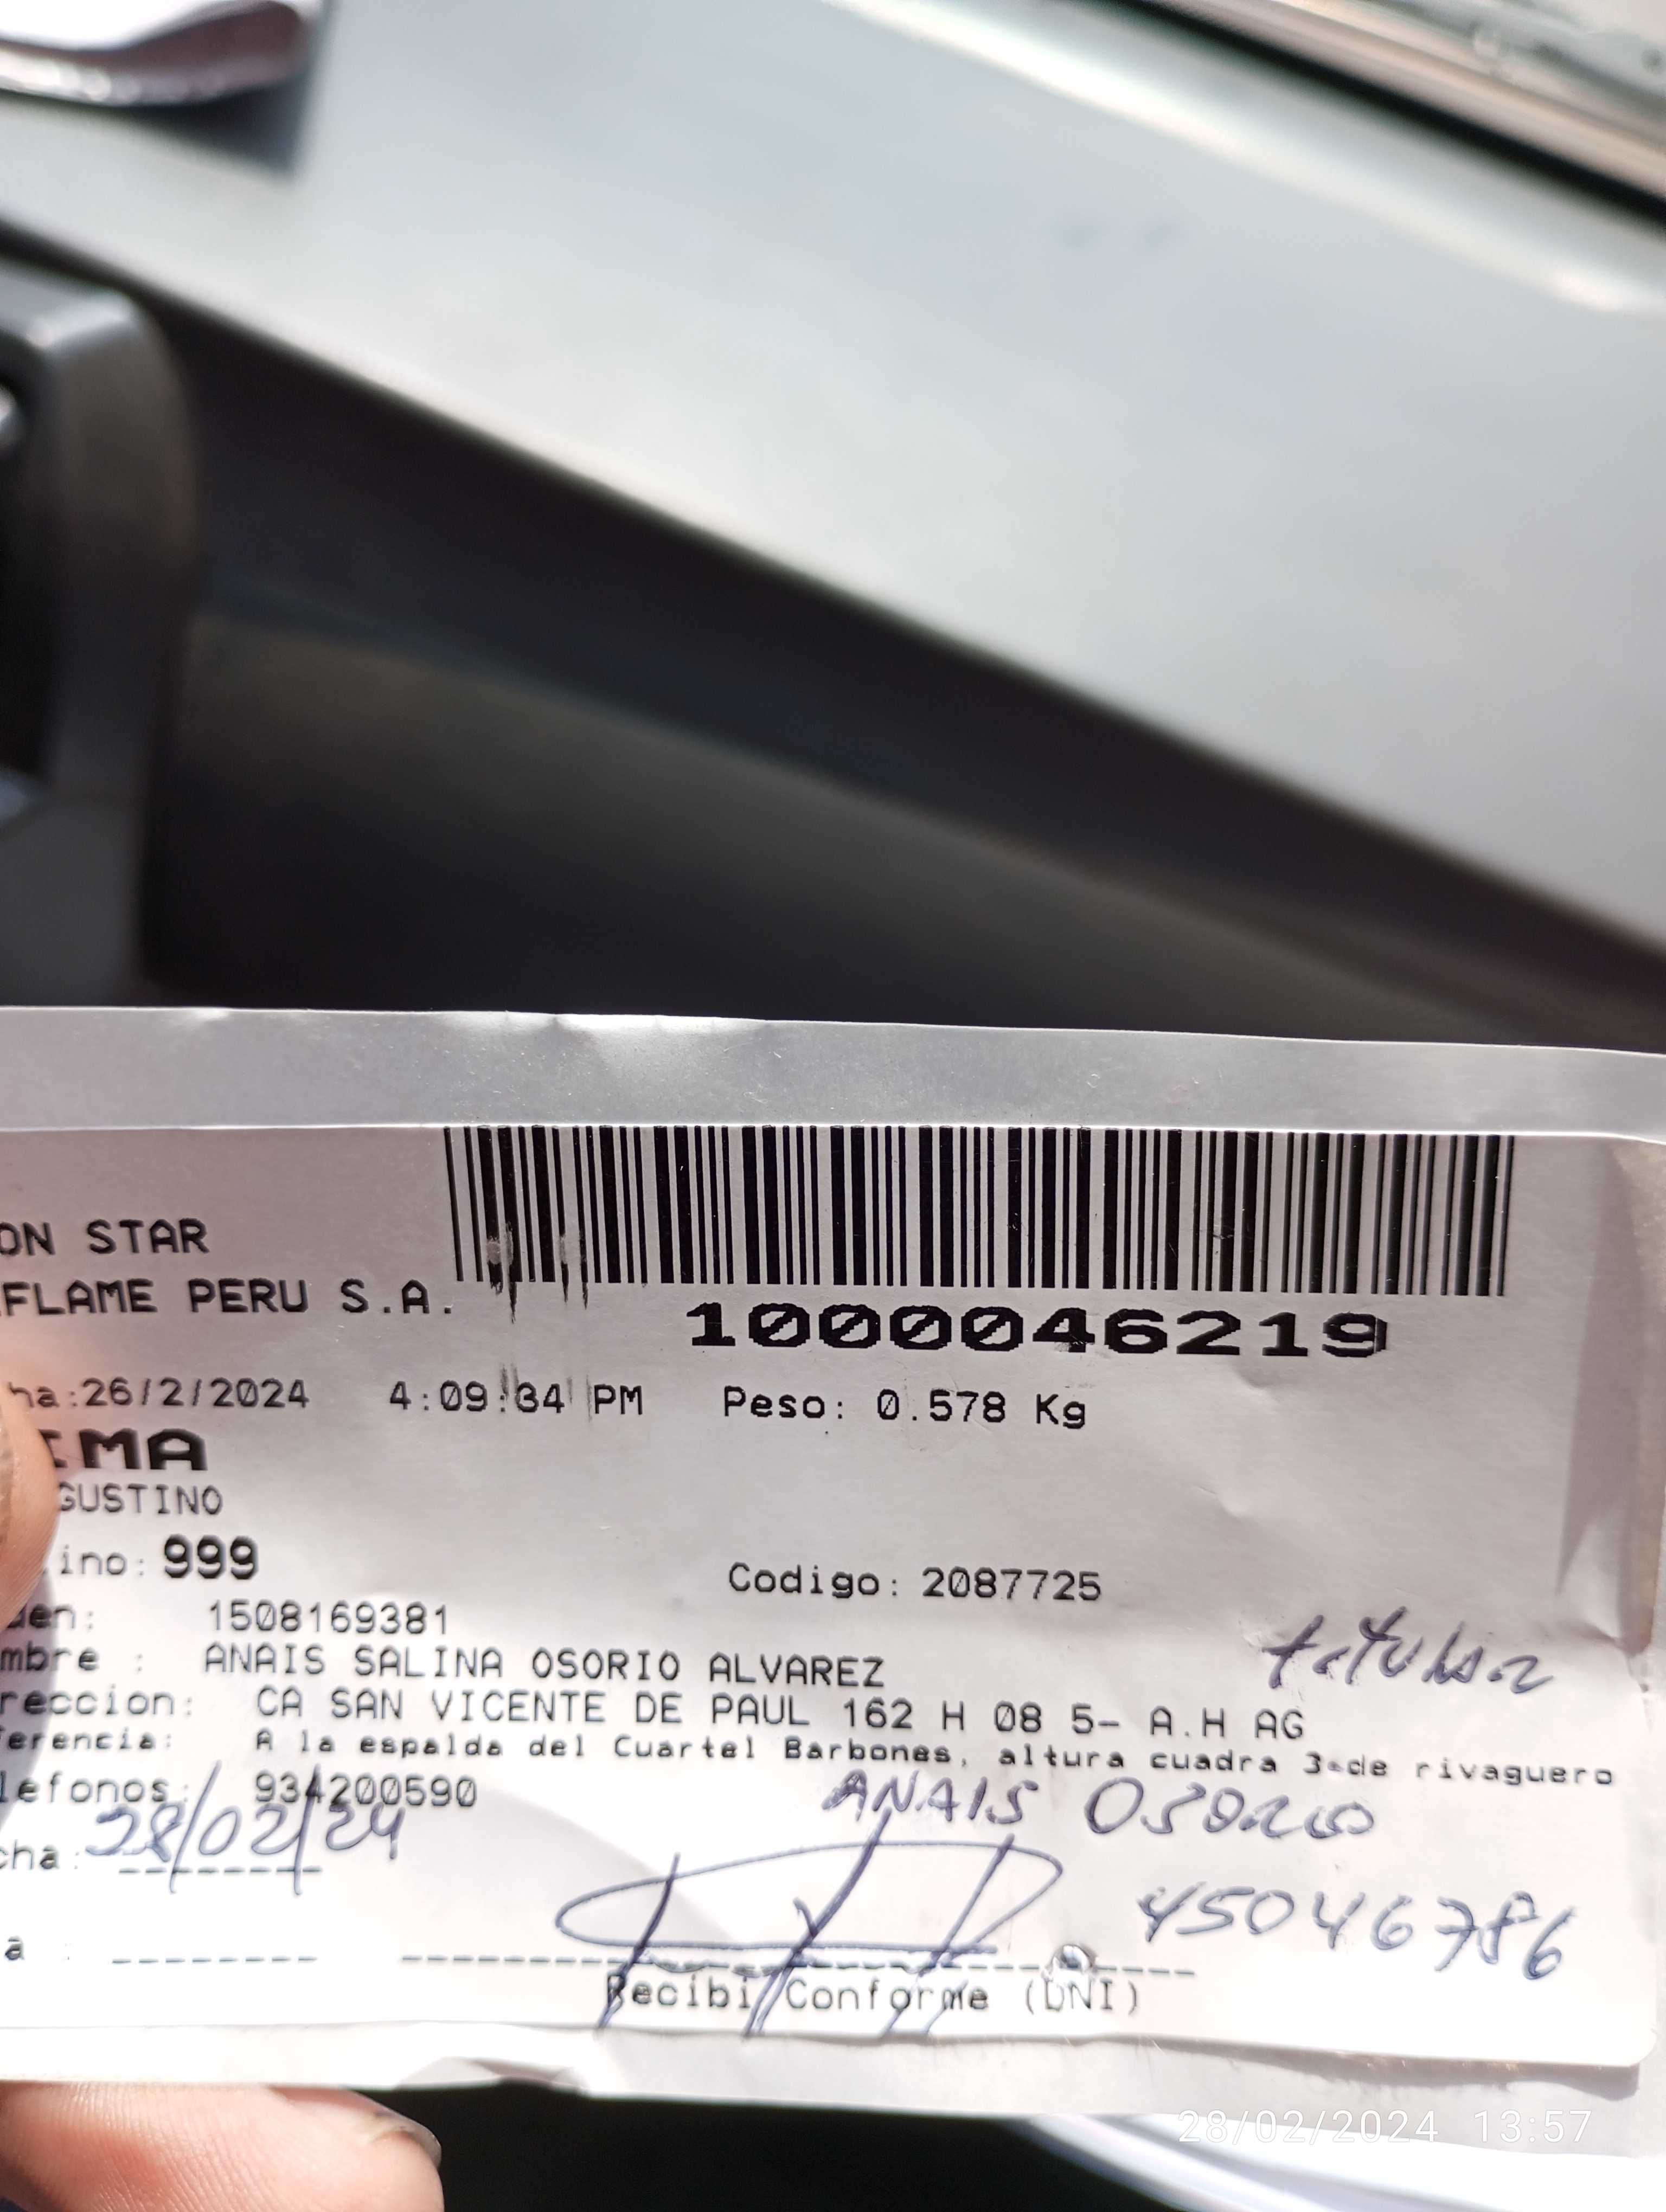 ON STAR
FLAME PERU S.A.
1000046219
ha:26/2/2024 4:09:34 PM Peso: 0.578 Kg
IMA
GUSTINO
ino: 999
Codigo: 2087725
den: 1508169381
mbre : ANAIS SALINA OSORIO ALVAREZ
titular
reccion: CA SAN VICENTE DE PAUL 162 H 08 5- A.H AG
ferencia: A la espalda del Cuartel Barbones, altura cuadra 3 de rivaguero
lefonos: 934200590
ANAIS OSORIO
cha: 28/02/24
45046786
a :
Recibi Conforme (DNI)
28/02/2024 13:57